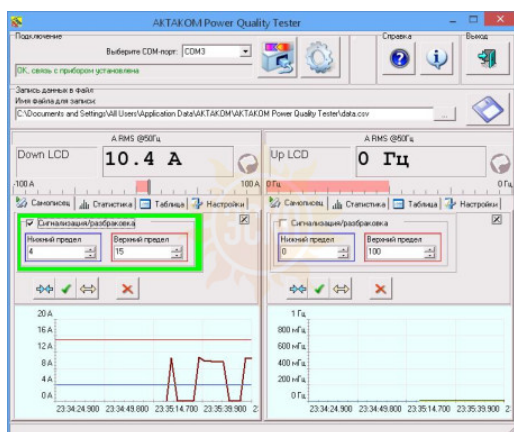 AKTAKOM Power Quality Tester
Подключение
Выберите COM-порт: COM3
OK, связь с прибором установлена
Справка
Выход
Запись данных в файл
Имя файла для записи:
C:\Documents and Settings\All Users\Application Data\AKTAKOM\AKTAKOM Power Quality Tester\data.csv
...
A RMS @50Гц
Down LCD
10.4 A
-100 A
100 A
Самописец
Статистика
Таблица
Настройки
Сигнализация/разбраковка
Нижний предел
Верхний предел
4
15
20 A
16 A
12 A
8 A
4 A
0 A
23:34:24.900 23:34:49.800 23:35:14.700 23:35:39.900
A RMS @50Гц
Up LCD
0 Гц
0 Гц
0 Гц
Самописец
Статистика
Таблица
Настройки
Сигнализация/разбраковка
Нижний предел
Верхний предел
0
100
1 Гц
800 мГц
600 мГц
400 мГц
200 мГц
0 Гц
23:34:24.900 23:34:49.800 23:35:14.700 23:35:39.900